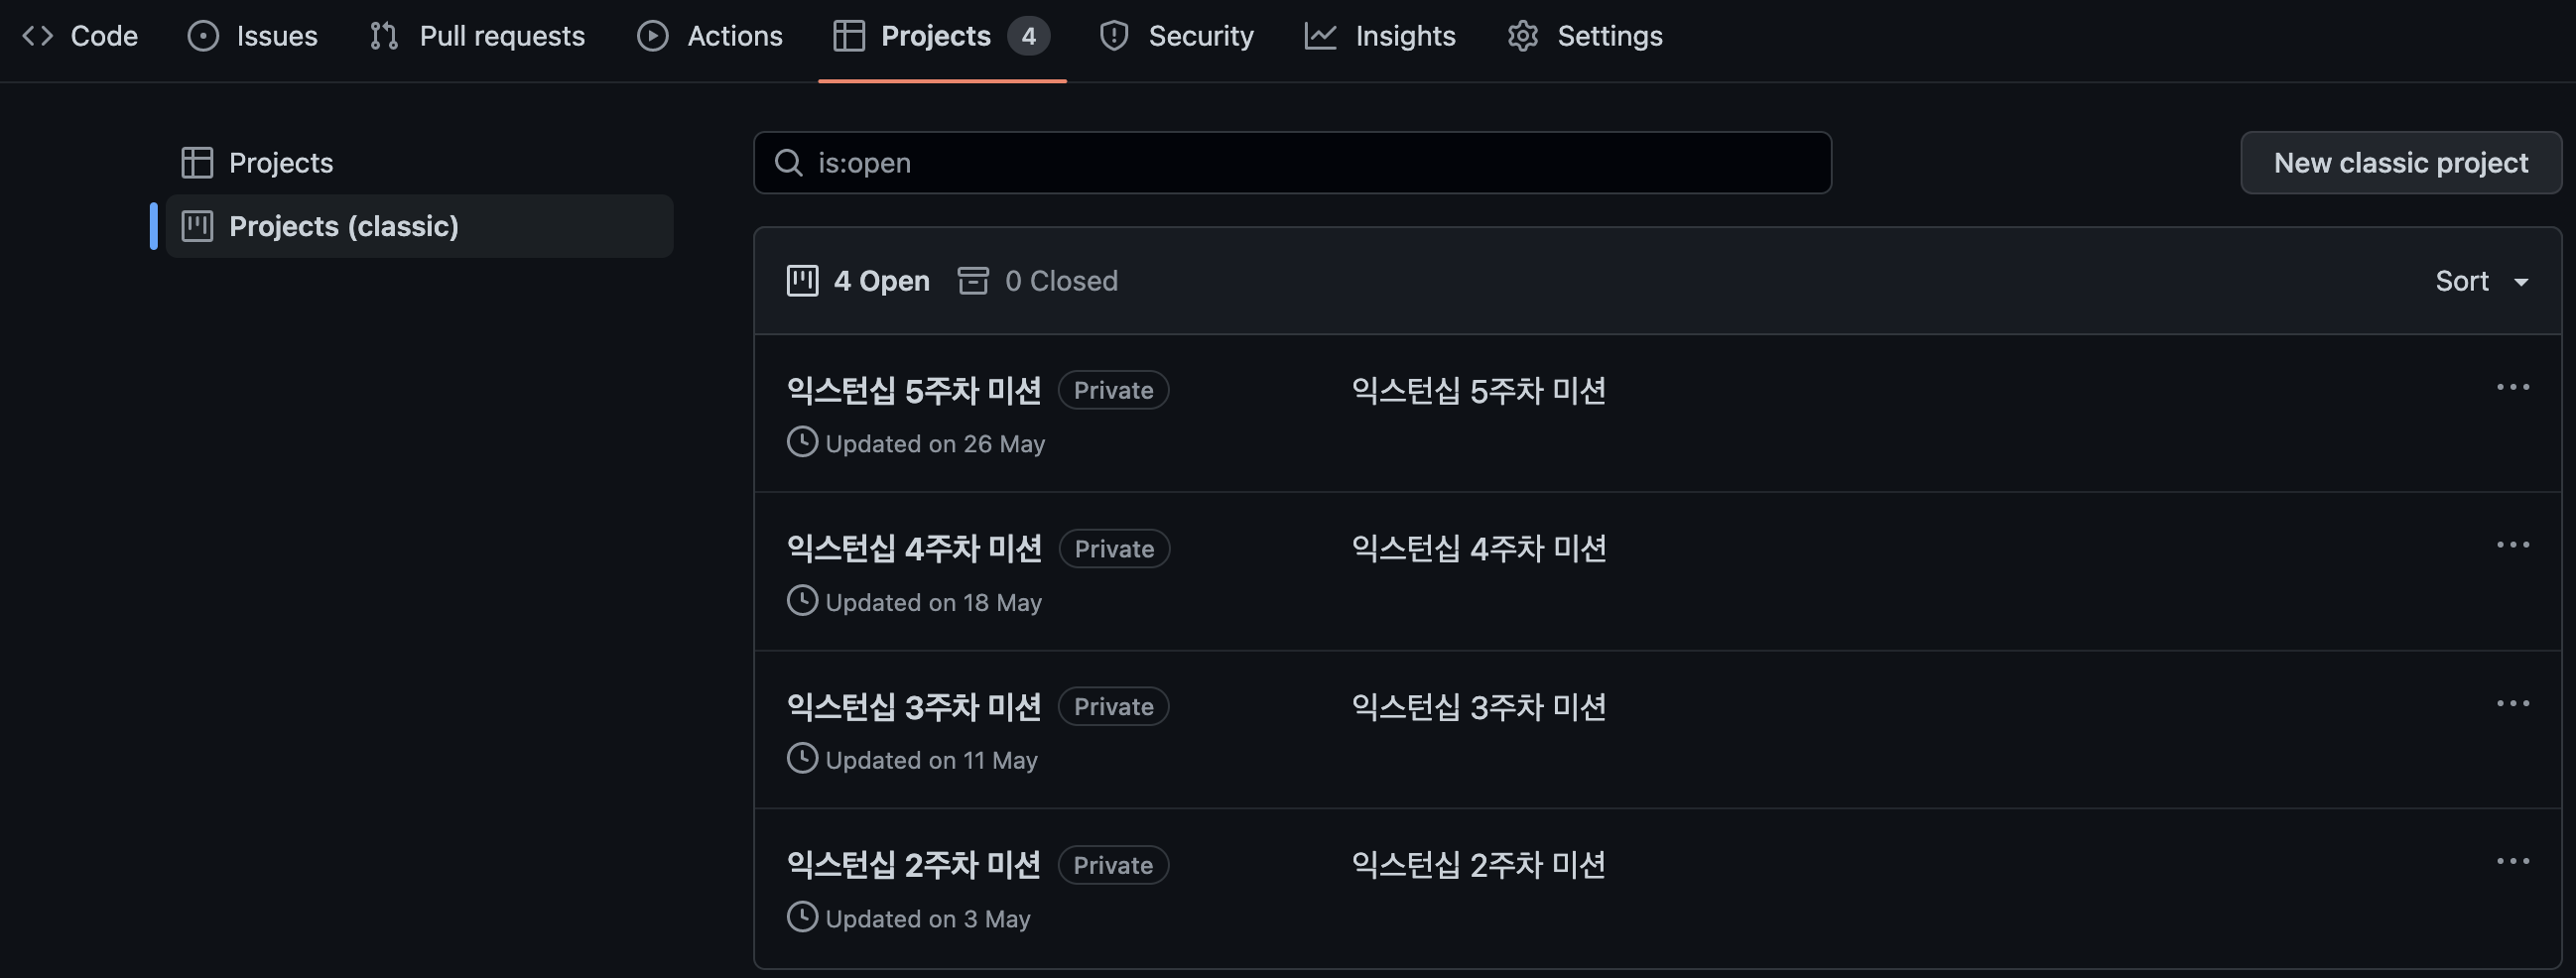 Code Issues Pull requests Actions Projects 4 Security Insights Settings
Projects
Projects (classic)
is:open
New classic project
4 Open 0 Closed Sort
익스턴십 5주차 미션 Private 익스턴십 5주차 미션
Updated on 26 May
익스턴십 4주차 미션 Private 익스턴십 4주차 미션
Updated on 18 May
익스턴십 3주차 미션 Private 익스턴십 3주차 미션
Updated on 11 May
익스턴십 2주차 미션 Private 익스턴십 2주차 미션
Updated on 3 May